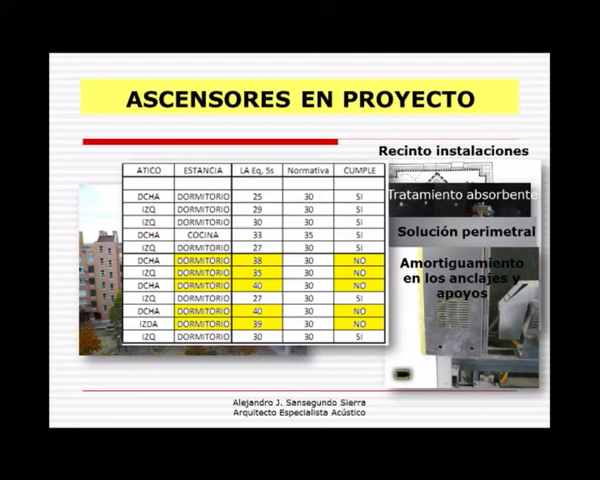 ASCENSORES EN PROYECTO
Recinto instalaciones
Tratamiento absorbente
Solución perimetral
Amortiguamiento
en los anclajes y
apoyos
ATICO ESTANCIA LA Eq, 5s Normativa CUMPLE
DCHA DORMITORIO 25 30 SI
IZQ DORMITORIO 29 30 SI
IZQ DORMITORIO 30 30 SI
DCHA COCINA 33 35 SI
IZQ DORMITORIO 27 30 SI
DCHA DORMITORIO 38 30 NO
IZQ DORMITORIO 35 30 NO
DCHA DORMITORIO 40 30 NO
IZQ DORMITORIO 27 30 SI
DCHA DORMITORIO 40 30 NO
IZDA DORMITORIO 39 30 NO
IZQ DORMITORIO 30 30 SI
Alejandro J. Sansegundo Sierra
Arquitecto Especialista Acústico